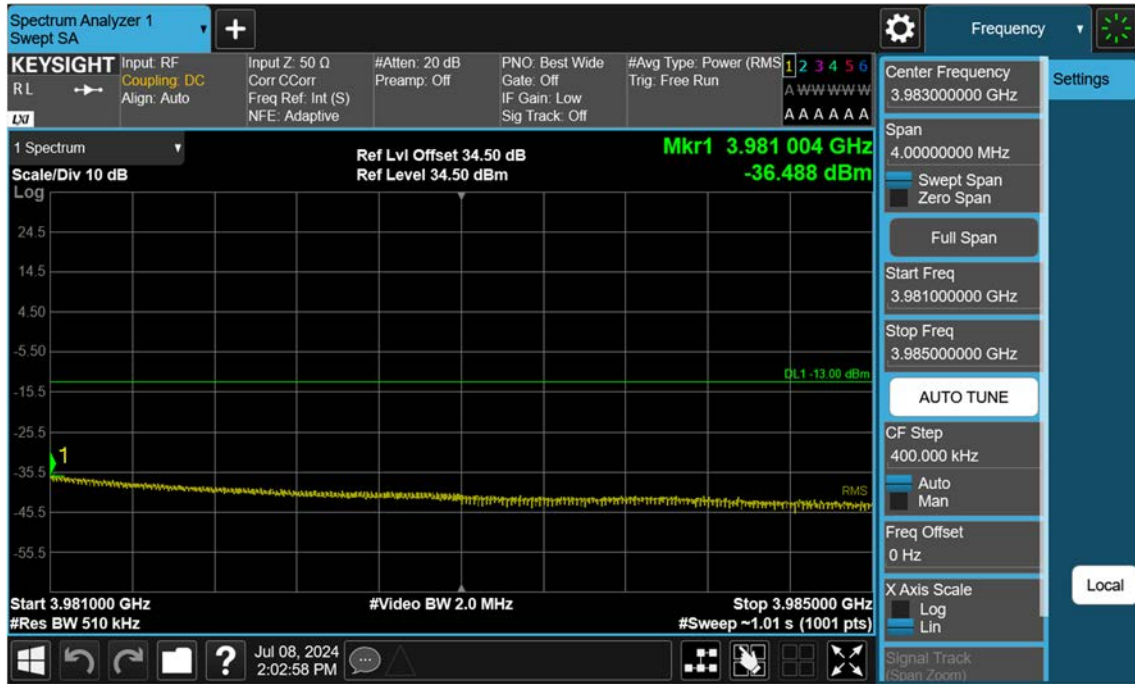 Spectrum Analyzer 1
Swept SA
Frequency
KEYSIGHT
RL
LXI
Input: RF
Coupling: DC
Align: Auto
Input Z: 50 Ω
Corr CCorr
Freq Ref: Int (S)
NFE: Adaptive
#Atten: 20 dB
Preamp: Off
PNO: Best Wide
Gate: Off
IF Gain: Low
Sig Track: Off
#Avg Type: Power (RMS
Trig: Free Run
1 2 3 4 5 6
A W W W W W
A A A A A A
1 Spectrum
Scale/Div 10 dB
Ref Lvl Offset 34.50 dB
Ref Level 34.50 dBm
Mkr1 3.981 004 GHz
-36.488 dBm
Log
24.5
14.5
4.50
-5.50
-15.5
-25.5
-35.5
-45.5
-55.5
DL1 -13.00 dBm
1
RMS
Start 3.981000 GHz
#Res BW 510 kHz
#Video BW 2.0 MHz
Stop 3.985000 GHz
#Sweep ~1.01 s (1001 pts)
Center Frequency
3.983000000 GHz
Settings
Span
4.00000000 MHz
Swept Span
Zero Span
Full Span
Start Freq
3.981000000 GHz
Stop Freq
3.985000000 GHz
AUTO TUNE
CF Step
400.000 kHz
Auto
Man
Freq Offset
0 Hz
X Axis Scale
Log
Lin
Local
Signal Track
(Span Zoom)
?
Jul 08, 2024
2:02:58 PM